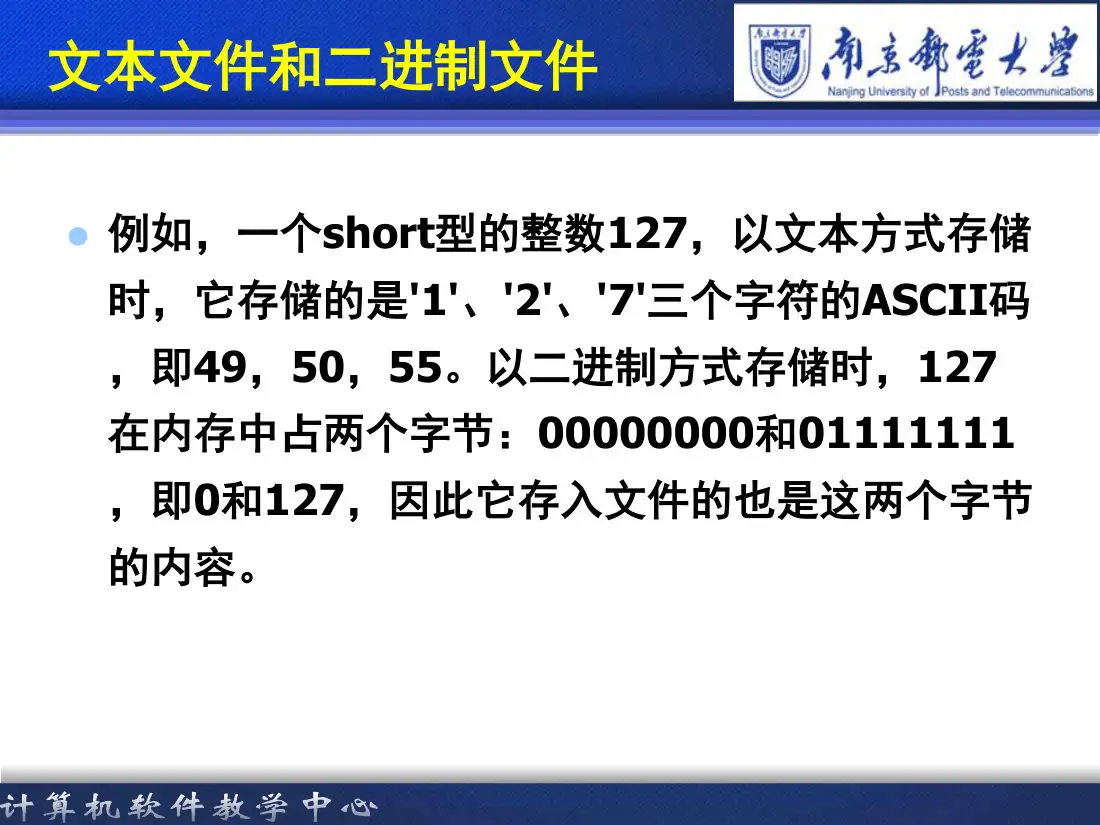 文本文件和二进制文件
南京邮电大学
Nanjing University of Posts and Telecommunications
例如，一个short型的整数127，以文本方式存储
时，它存储的是'1'、'2'、'7'三个字符的ASCII码
，即49，50，55。以二进制方式存储时，127
在内存中占两个字节：00000000和01111111
，即0和127，因此它存入文件的也是这两个字节
的内容。
计算机软件教学中心